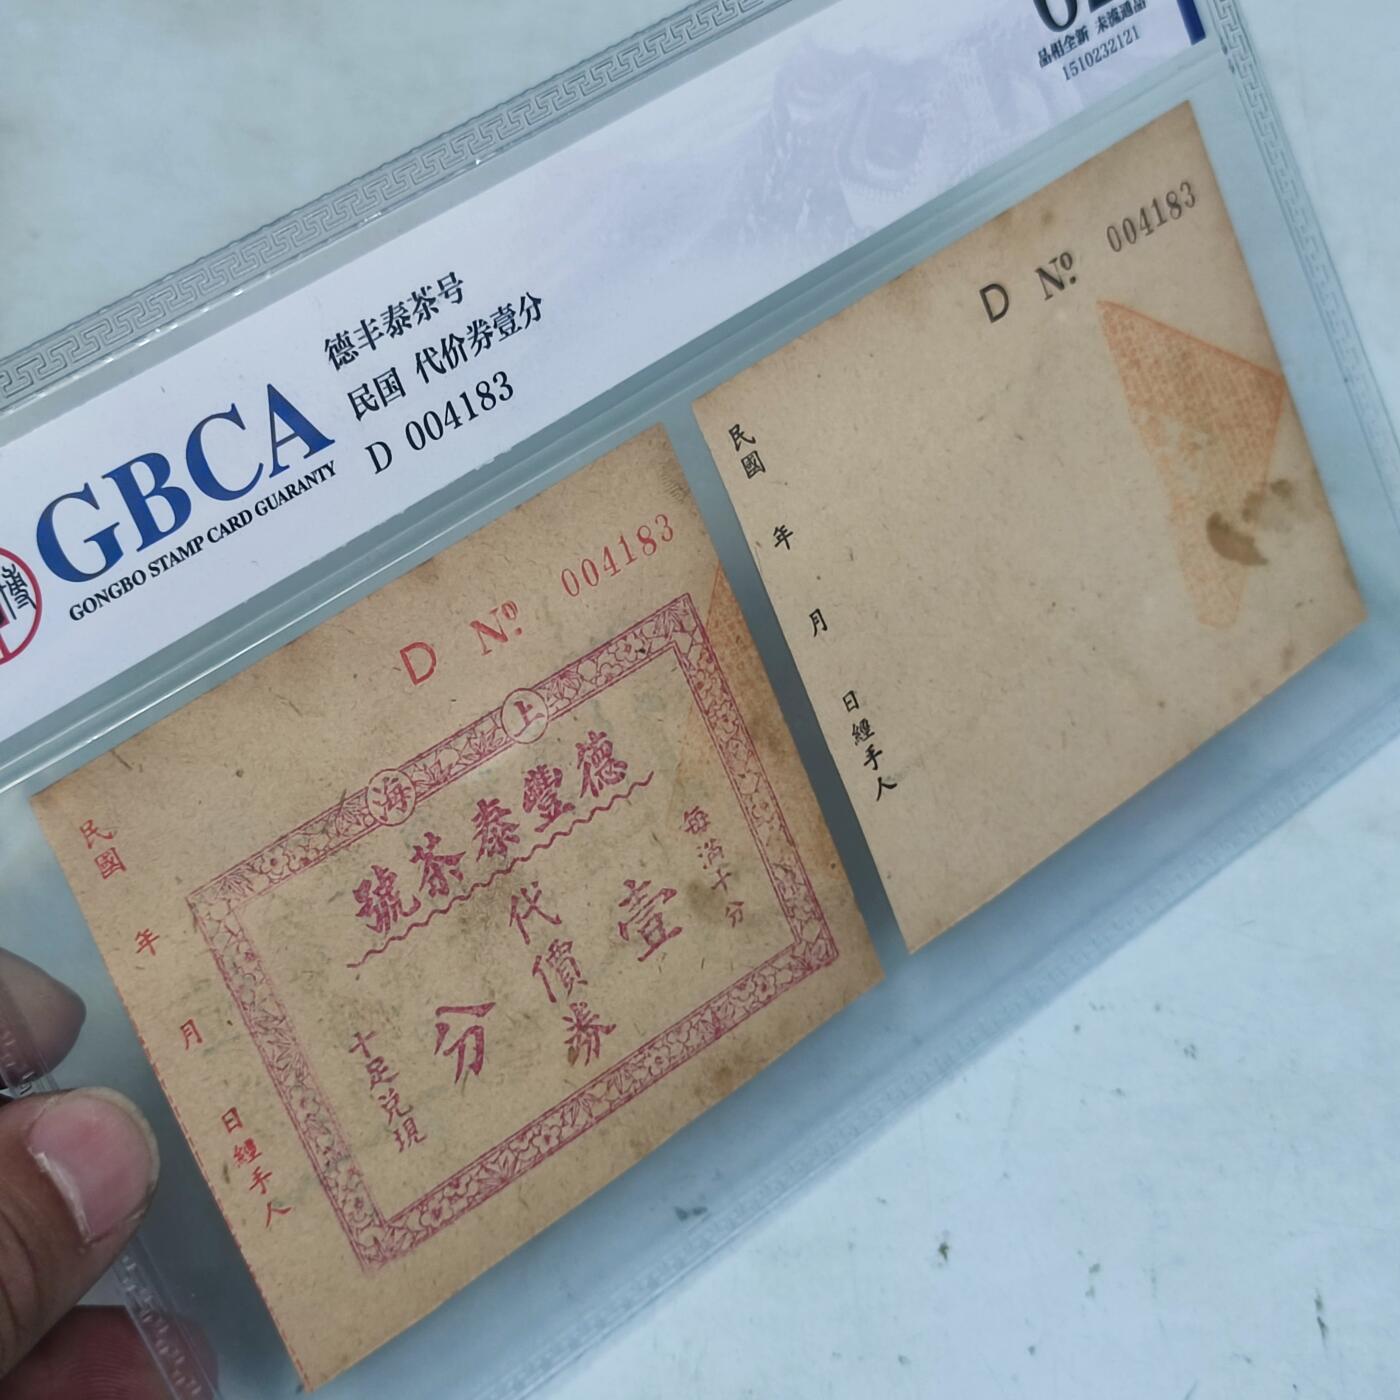 GBCA
GONGBO STAMP CARD GUARANTY
德丰泰茶号
民国 代价券壹分
D 004183
品相全新 未流通品
1510232121
D Nº 004183
上海
德豐泰茶號
代價券
壹分
每滿十分
十足兑現
民國 年 月 日經手人
D Nº 004183
民國 年 月 日經手人